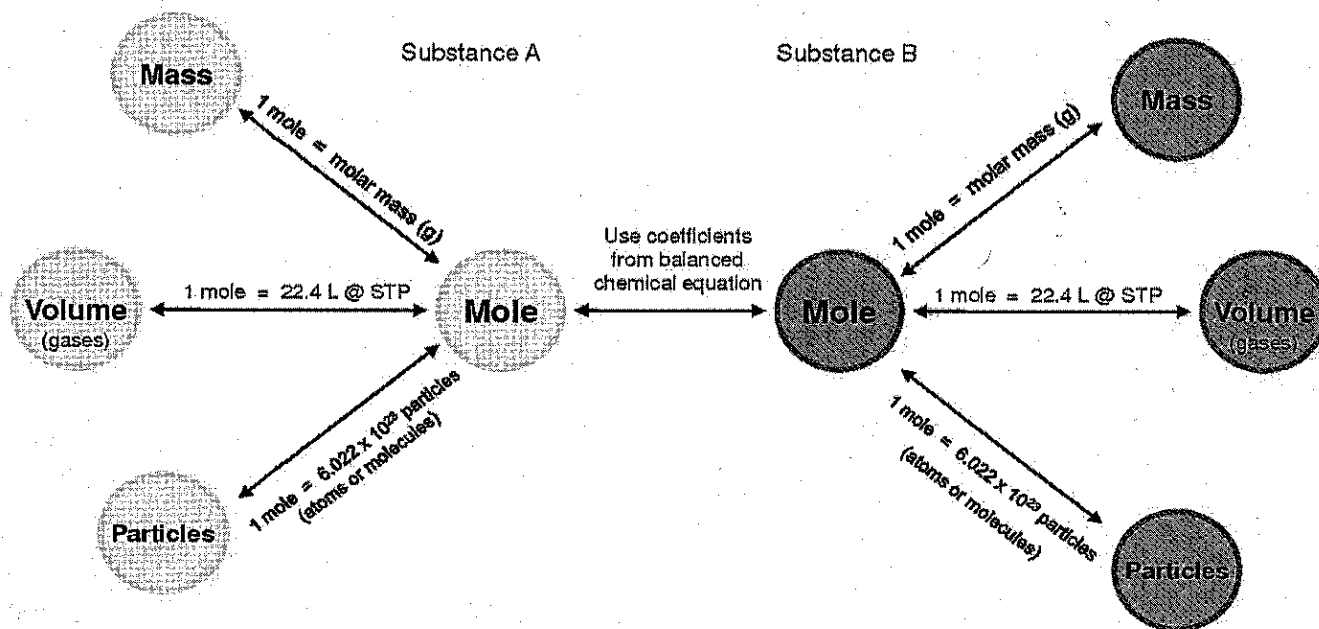 Substance A
Substance B
Mass
Mass
1 mole = molar mass (g)
1 mole = molar mass (g)
Use coefficients
from balanced
chemical equation
Volume
(gases)
1 mole = 22.4 L @ STP
Mole
Mole
1 mole = 22.4 L @ STP
Volume
(gases)
1 mole = 6.022 x 10²³ particles
(atoms or molecules)
1 mole = 6.022 x 10²³ particles
(atoms or molecules)
Particles
Particles